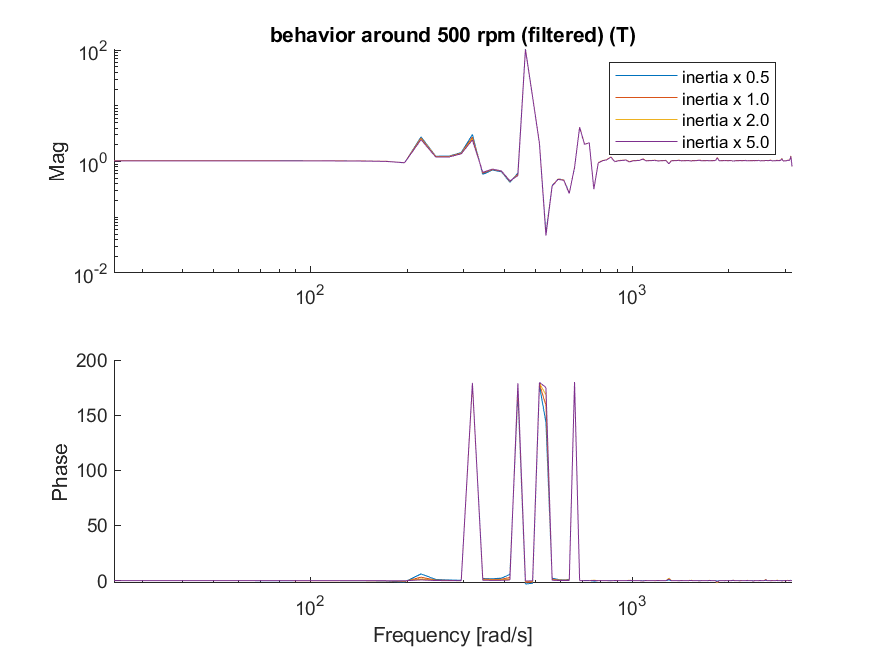 behavior around 500 rpm (filtered) (T)
10^2
10^0
10^-2
Mag
inertia x 0.5
inertia x 1.0
inertia x 2.0
inertia x 5.0
10^2
10^3
200
150
100
50
0
Phase
10^2
10^3
Frequency [rad/s]